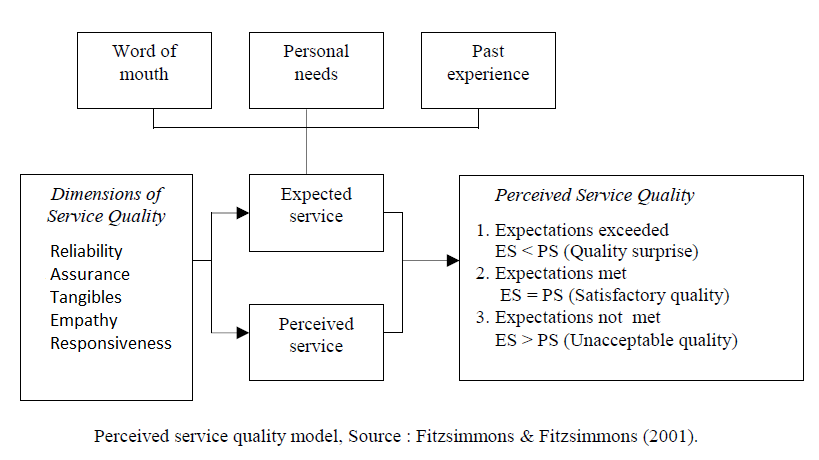 Word of
mouth
Personal
needs
Past
experience
Dimensions of
Service Quality
Reliability
Assurance
Tangibles
Empathy
Responsiveness
Expected
service
Perceived
service
Perceived Service Quality
1. Expectations exceeded
ES < PS (Quality surprise)
2. Expectations met
ES = PS (Satisfactory quality)
3. Expectations not met
ES > PS (Unacceptable quality)
Perceived service quality model, Source : Fitzsimmons & Fitzsimmons (2001).